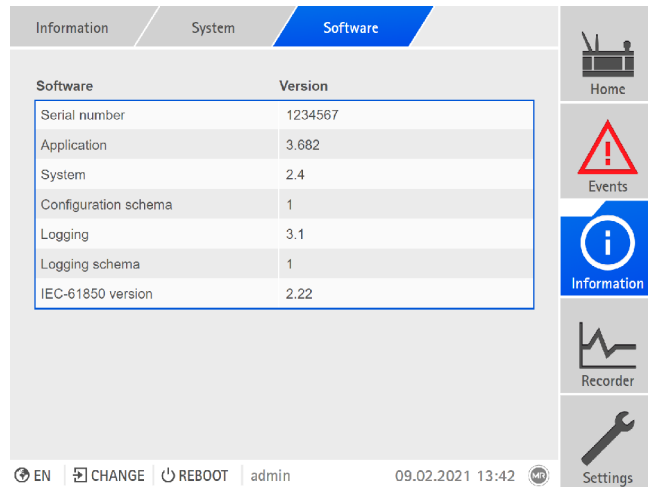 Information System Software
Software Version
Serial number 1234567
Application 3.682
System 2.4
Configuration schema 1
Logging 3.1
Logging schema 1
IEC-61850 version 2.22
Home
Events
Information
Recorder
Settings
EN CHANGE REBOOT admin 09.02.2021 13:42 MR